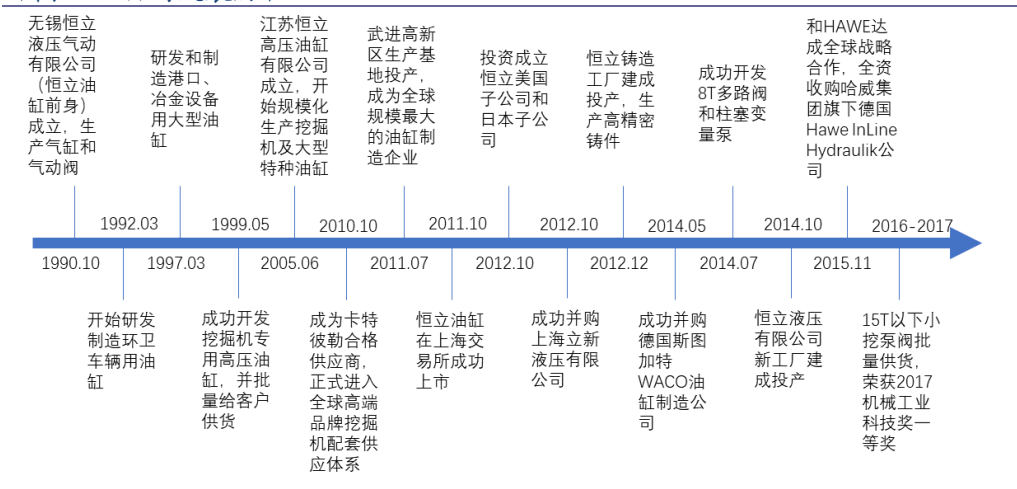 无锡恒立
液压气动
有限公司
（恒立油
缸前身）
成立，生
产气缸和
气动阀
研发和制
造港口、
冶金设备
用大型油
缸
江苏恒立
高压油缸
有限公司
成立，开
始规模化
生产挖掘
机及大型
特种油缸
武进高新
区生产基
地投产，
成为全球
规模最大
的油缸制
造企业
投资成立
恒立美国
子公司和
日本子公
司
恒立铸造
工厂建成
投产，生
产高精密
铸件
成功开发
8T多路阀
和柱塞变
量泵
和HAWE达
成全球战略
合作，全资
收购哈威集
团旗下德国
Hawe InLine
Hydraulik公
司
1992.03
1999.05
2010.10
2011.10
2012.10
2014.05
2014.10
2016-2017
1990.10
1997.03
2005.06
2011.07
2012.10
2012.12
2014.07
2015.11
开始研发
制造环卫
车辆用油
缸
成功开发
挖掘机专
用高压油
缸，并批
量给客户
供货
成为卡特
彼勒合格
供应商，
正式进入
全球高端
品牌挖掘
机配套供
应体系
恒立油缸
在上海交
易所成功
上市
成功并购
上海立新
液压有限
公司
成功并购
德国斯图
加特
WACO油
缸制造公
司
恒立液压
有限公司
新工厂建
成投产
15T以下小
挖泵阀批
量供货，
荣获2017
机械工业
科技奖一
等奖